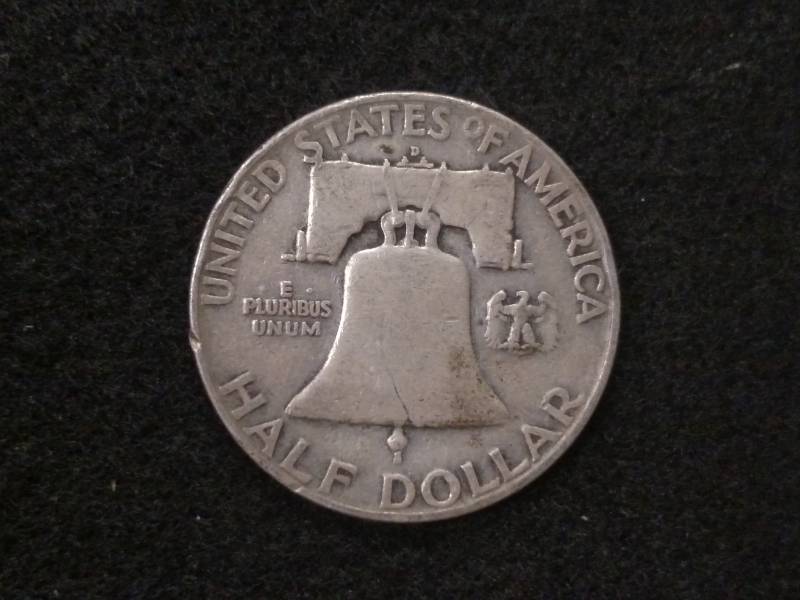 UNITED STATES OF AMERICA
D
E
PLURIBUS
UNUM
HALF DOLLAR